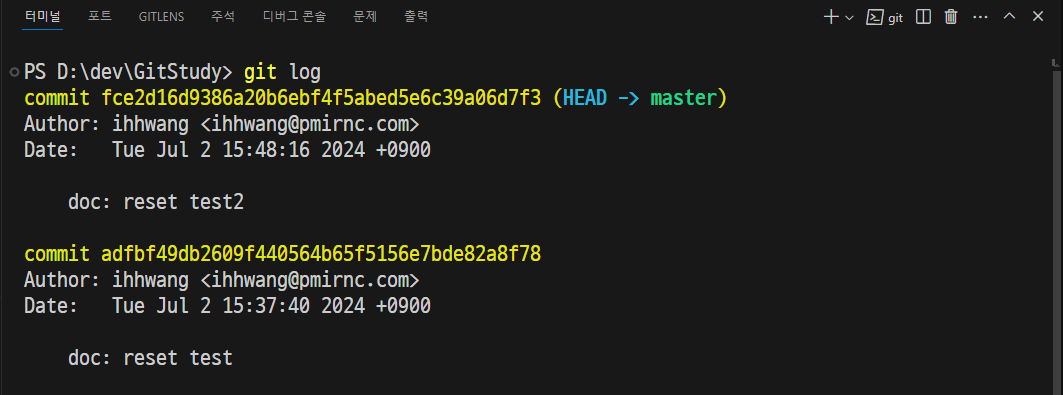 터미널 포트 GITLENS 주석 디버그 콘솔 문제 출력 git
PS D:\dev\GitStudy> git log
commit fce2d16d9386a20b6ebf4f5abed5e6c39a06d7f3 (HEAD -> master)
Author: ihhwang <ihhwang@pmirnc.com>
Date:   Tue Jul 2 15:48:16 2024 +0900
    doc: reset test2
commit adfbf49db2609f440564b65f5156e7bde82a8f78
Author: ihhwang <ihhwang@pmirnc.com>
Date:   Tue Jul 2 15:37:40 2024 +0900
    doc: reset test